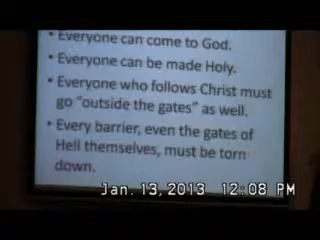 • Everyone can come to God.
• Everyone can be made Holy.
• Everyone who follows Christ must
go "outside the gates" as well.
• Every barrier, even the gates of
Hell themselves, must be torn
down.
Jan. 13, 2013 12:08 PM